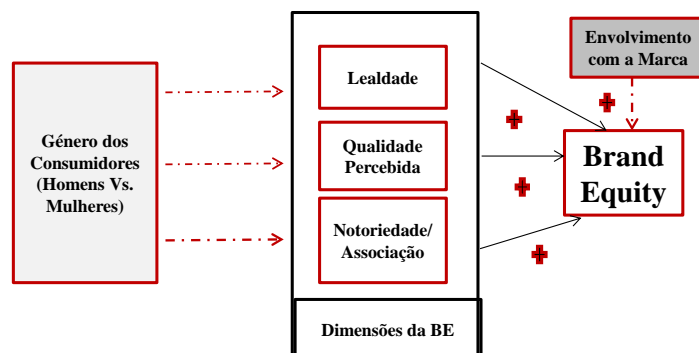 Género dos
Consumidores
(Homens Vs.
Mulheres)
Lealdade
Qualidade
Percebida
Notoriedade/
Associação
Dimensões da BE
Envolvimento
com a Marca
Brand
Equity